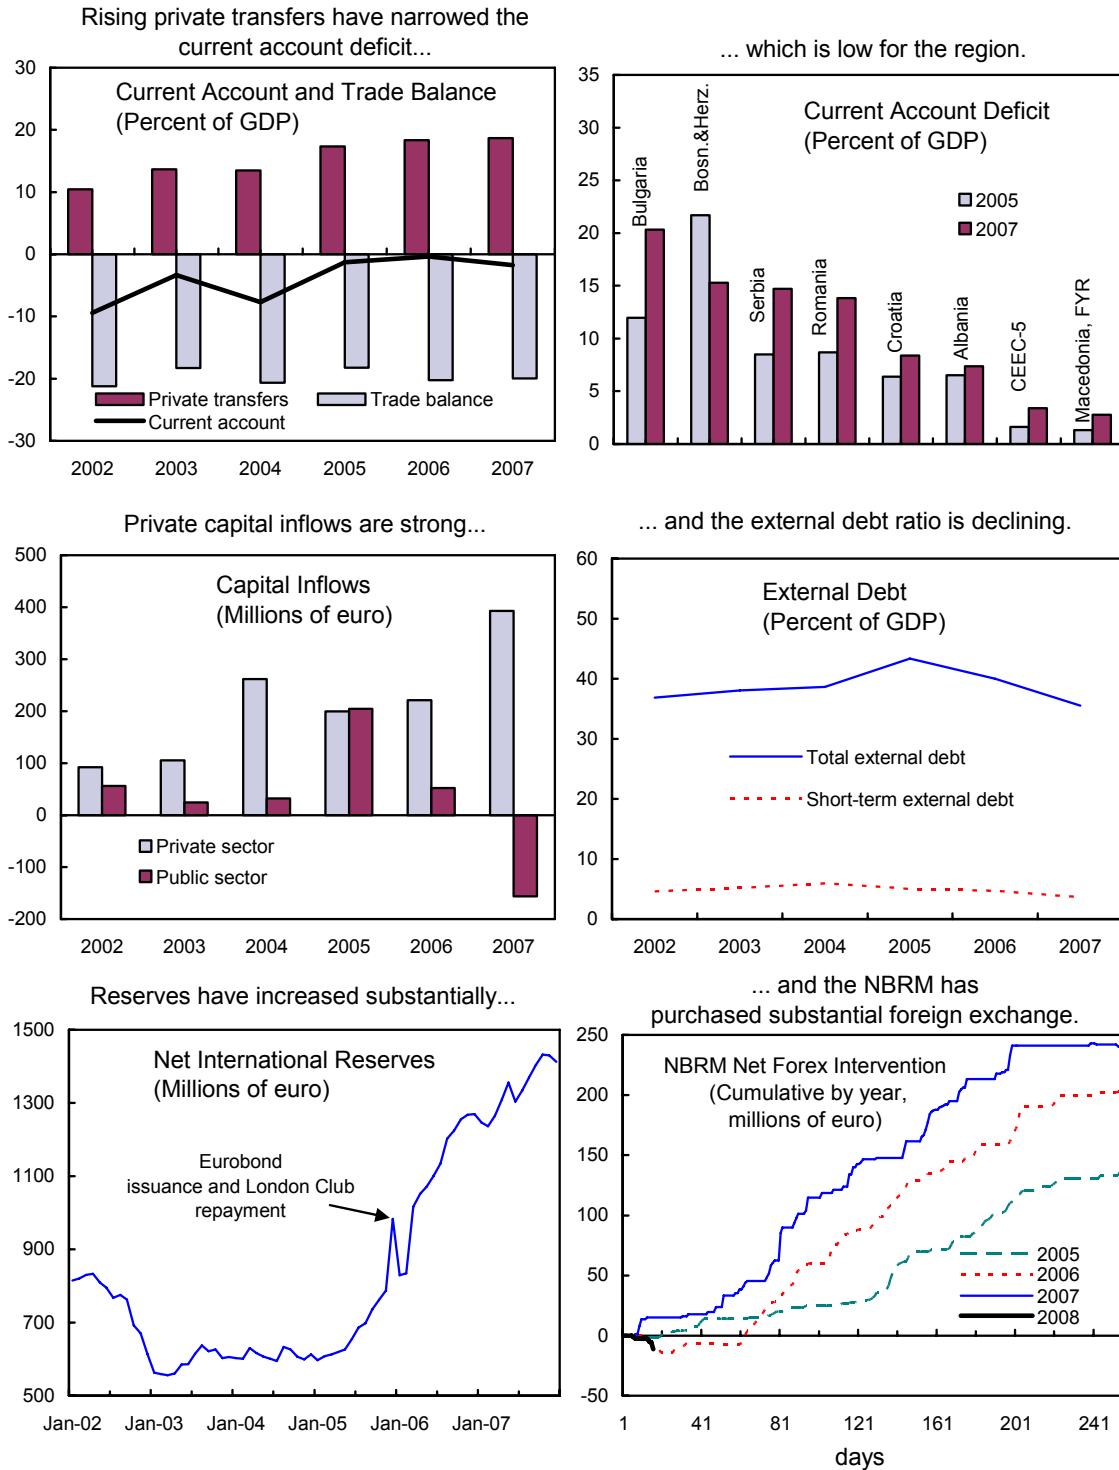 Rising private transfers have narrowed the
current account deficit...
30
20
10
0
-10
-20
-30
Current Account and Trade Balance
(Percent of GDP)
Private transfers
Trade balance
Current account
2002 2003 2004 2005 2006 2007
... which is low for the region.
35
30
25
20
15
10
5
0
Current Account Deficit
(Percent of GDP)
2005
2007
Bulgaria
Bosn.&Herz.
Serbia
Romania
Croatia
Albania
CEEC-5
Macedonia, FYR
Private capital inflows are strong...
500
400
300
200
100
0
-100
-200
Capital Inflows
(Millions of euro)
Private sector
Public sector
2002 2003 2004 2005 2006 2007
... and the external debt ratio is declining.
60
50
40
30
20
10
0
External Debt
(Percent of GDP)
Total external debt
Short-term external debt
2002 2003 2004 2005 2006 2007
Reserves have increased substantially...
1500
1300
1100
900
700
500
Net International Reserves
(Millions of euro)
Eurobond
issuance and London Club
repayment
Jan-02 Jan-03 Jan-04 Jan-05 Jan-06 Jan-07
... and the NBRM has
purchased substantial foreign exchange.
250
200
150
100
50
0
-50
NBRM Net Forex Intervention
(Cumulative by year,
millions of euro)
2005
2006
2007
2008
1 41 81 121 161 201 241
days